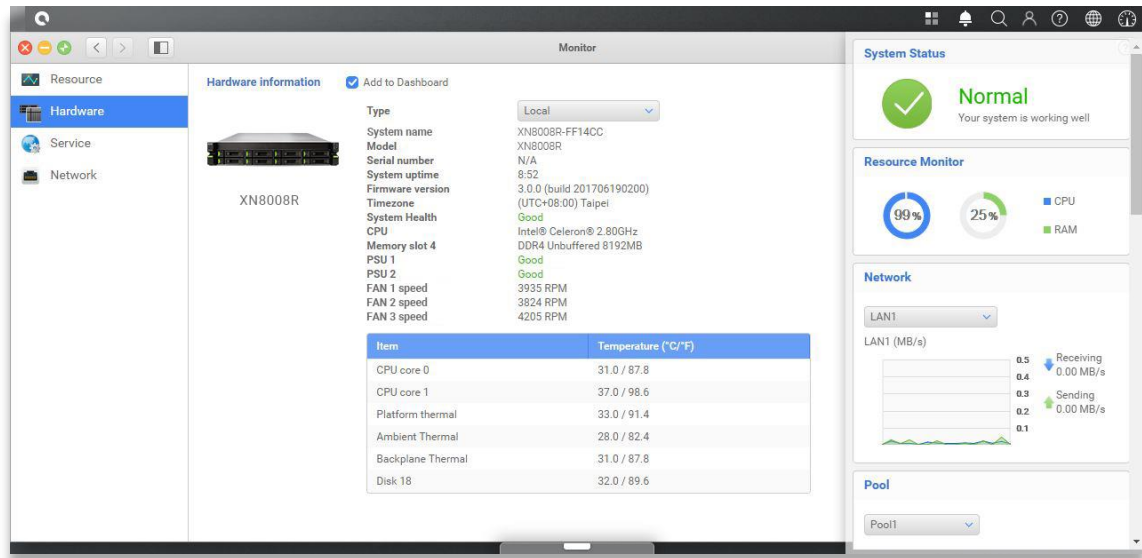 Monitor
Resource
Hardware
Service
Network
Hardware information
Add to Dashboard
XN8008R
Type Local
System name XN8008R-FF14CC
Model XN8008R
Serial number N/A
System uptime 8:52
Firmware version 3.0.0 (build 201706190200)
Timezone (UTC+08:00) Taipei
System Health Good
CPU Intel® Celeron® 2.80GHz
Memory slot 4 DDR4 Unbuffered 8192MB
PSU 1 Good
PSU 2 Good
FAN 1 speed 3935 RPM
FAN 2 speed 3824 RPM
FAN 3 speed 4205 RPM
Item Temperature (°C/°F)
CPU core 0 31.0 / 87.8
CPU core 1 37.0 / 98.6
Platform thermal 33.0 / 91.4
Ambient Thermal 28.0 / 82.4
Backplane Thermal 31.0 / 87.8
Disk 18 32.0 / 89.6
System Status
Normal
Your system is working well
Resource Monitor
99%
25%
CPU
RAM
Network
LAN1
LAN1 (MB/s)
0.5
0.4
0.3
0.2
0.1
Receiving
0.00 MB/s
Sending
0.00 MB/s
Pool
Pool1